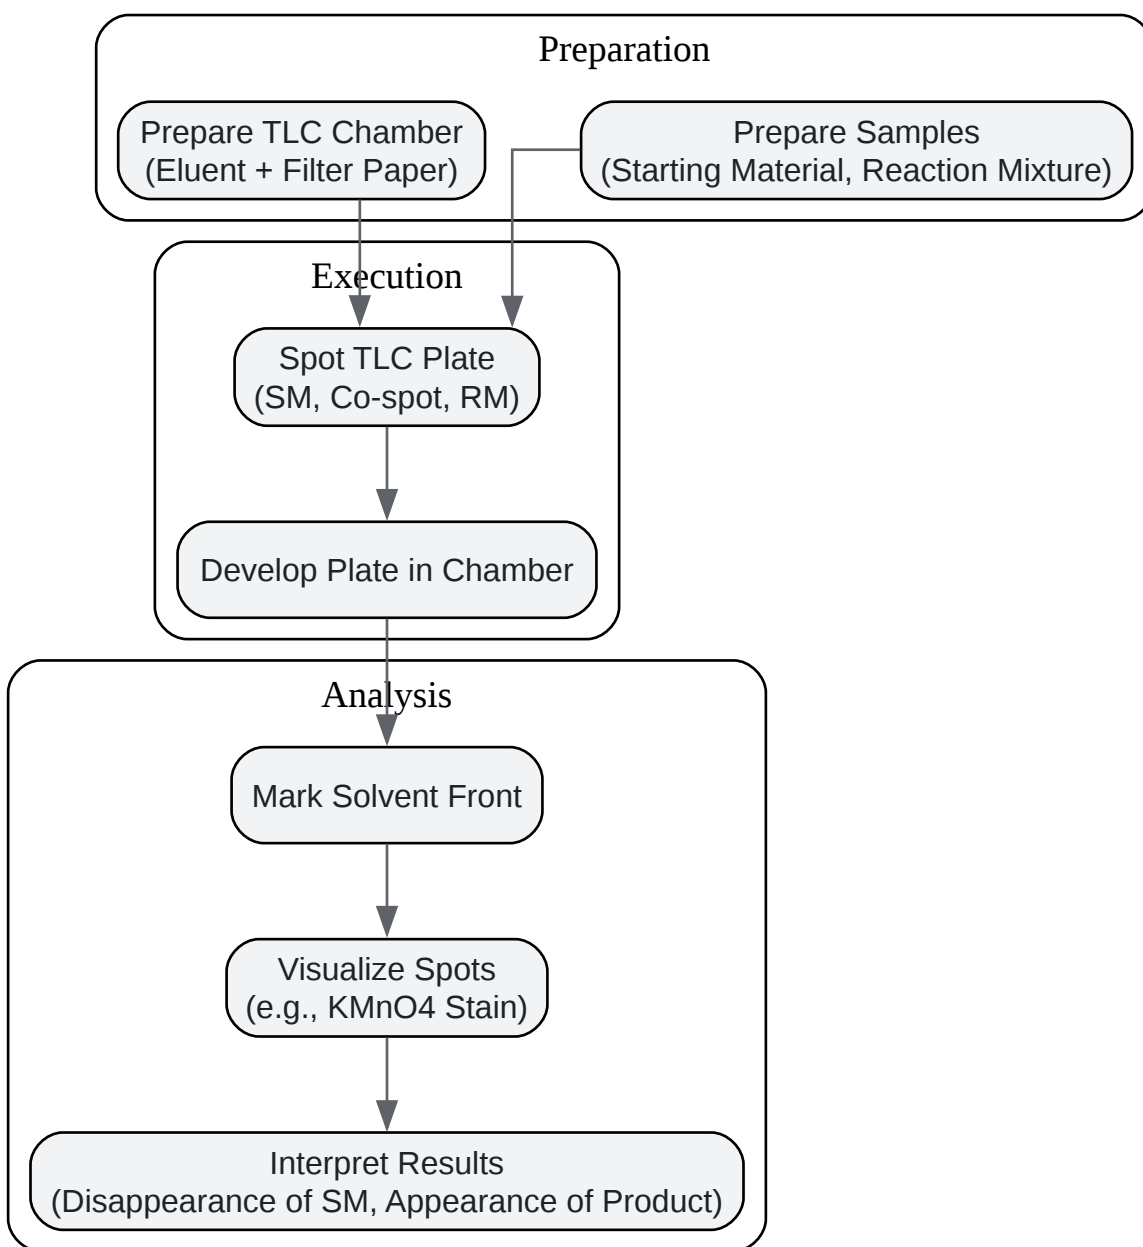 Preparation
Prepare TLC Chamber
(Eluent + Filter Paper)
Prepare Samples
(Starting Material, Reaction Mixture)
Execution
Spot TLC Plate
(SM, Co-spot, RM)
Develop Plate in Chamber
Analysis
Mark Solvent Front
Visualize Spots
(e.g., KMnO4 Stain)
Interpret Results
(Disappearance of SM, Appearance of Product)